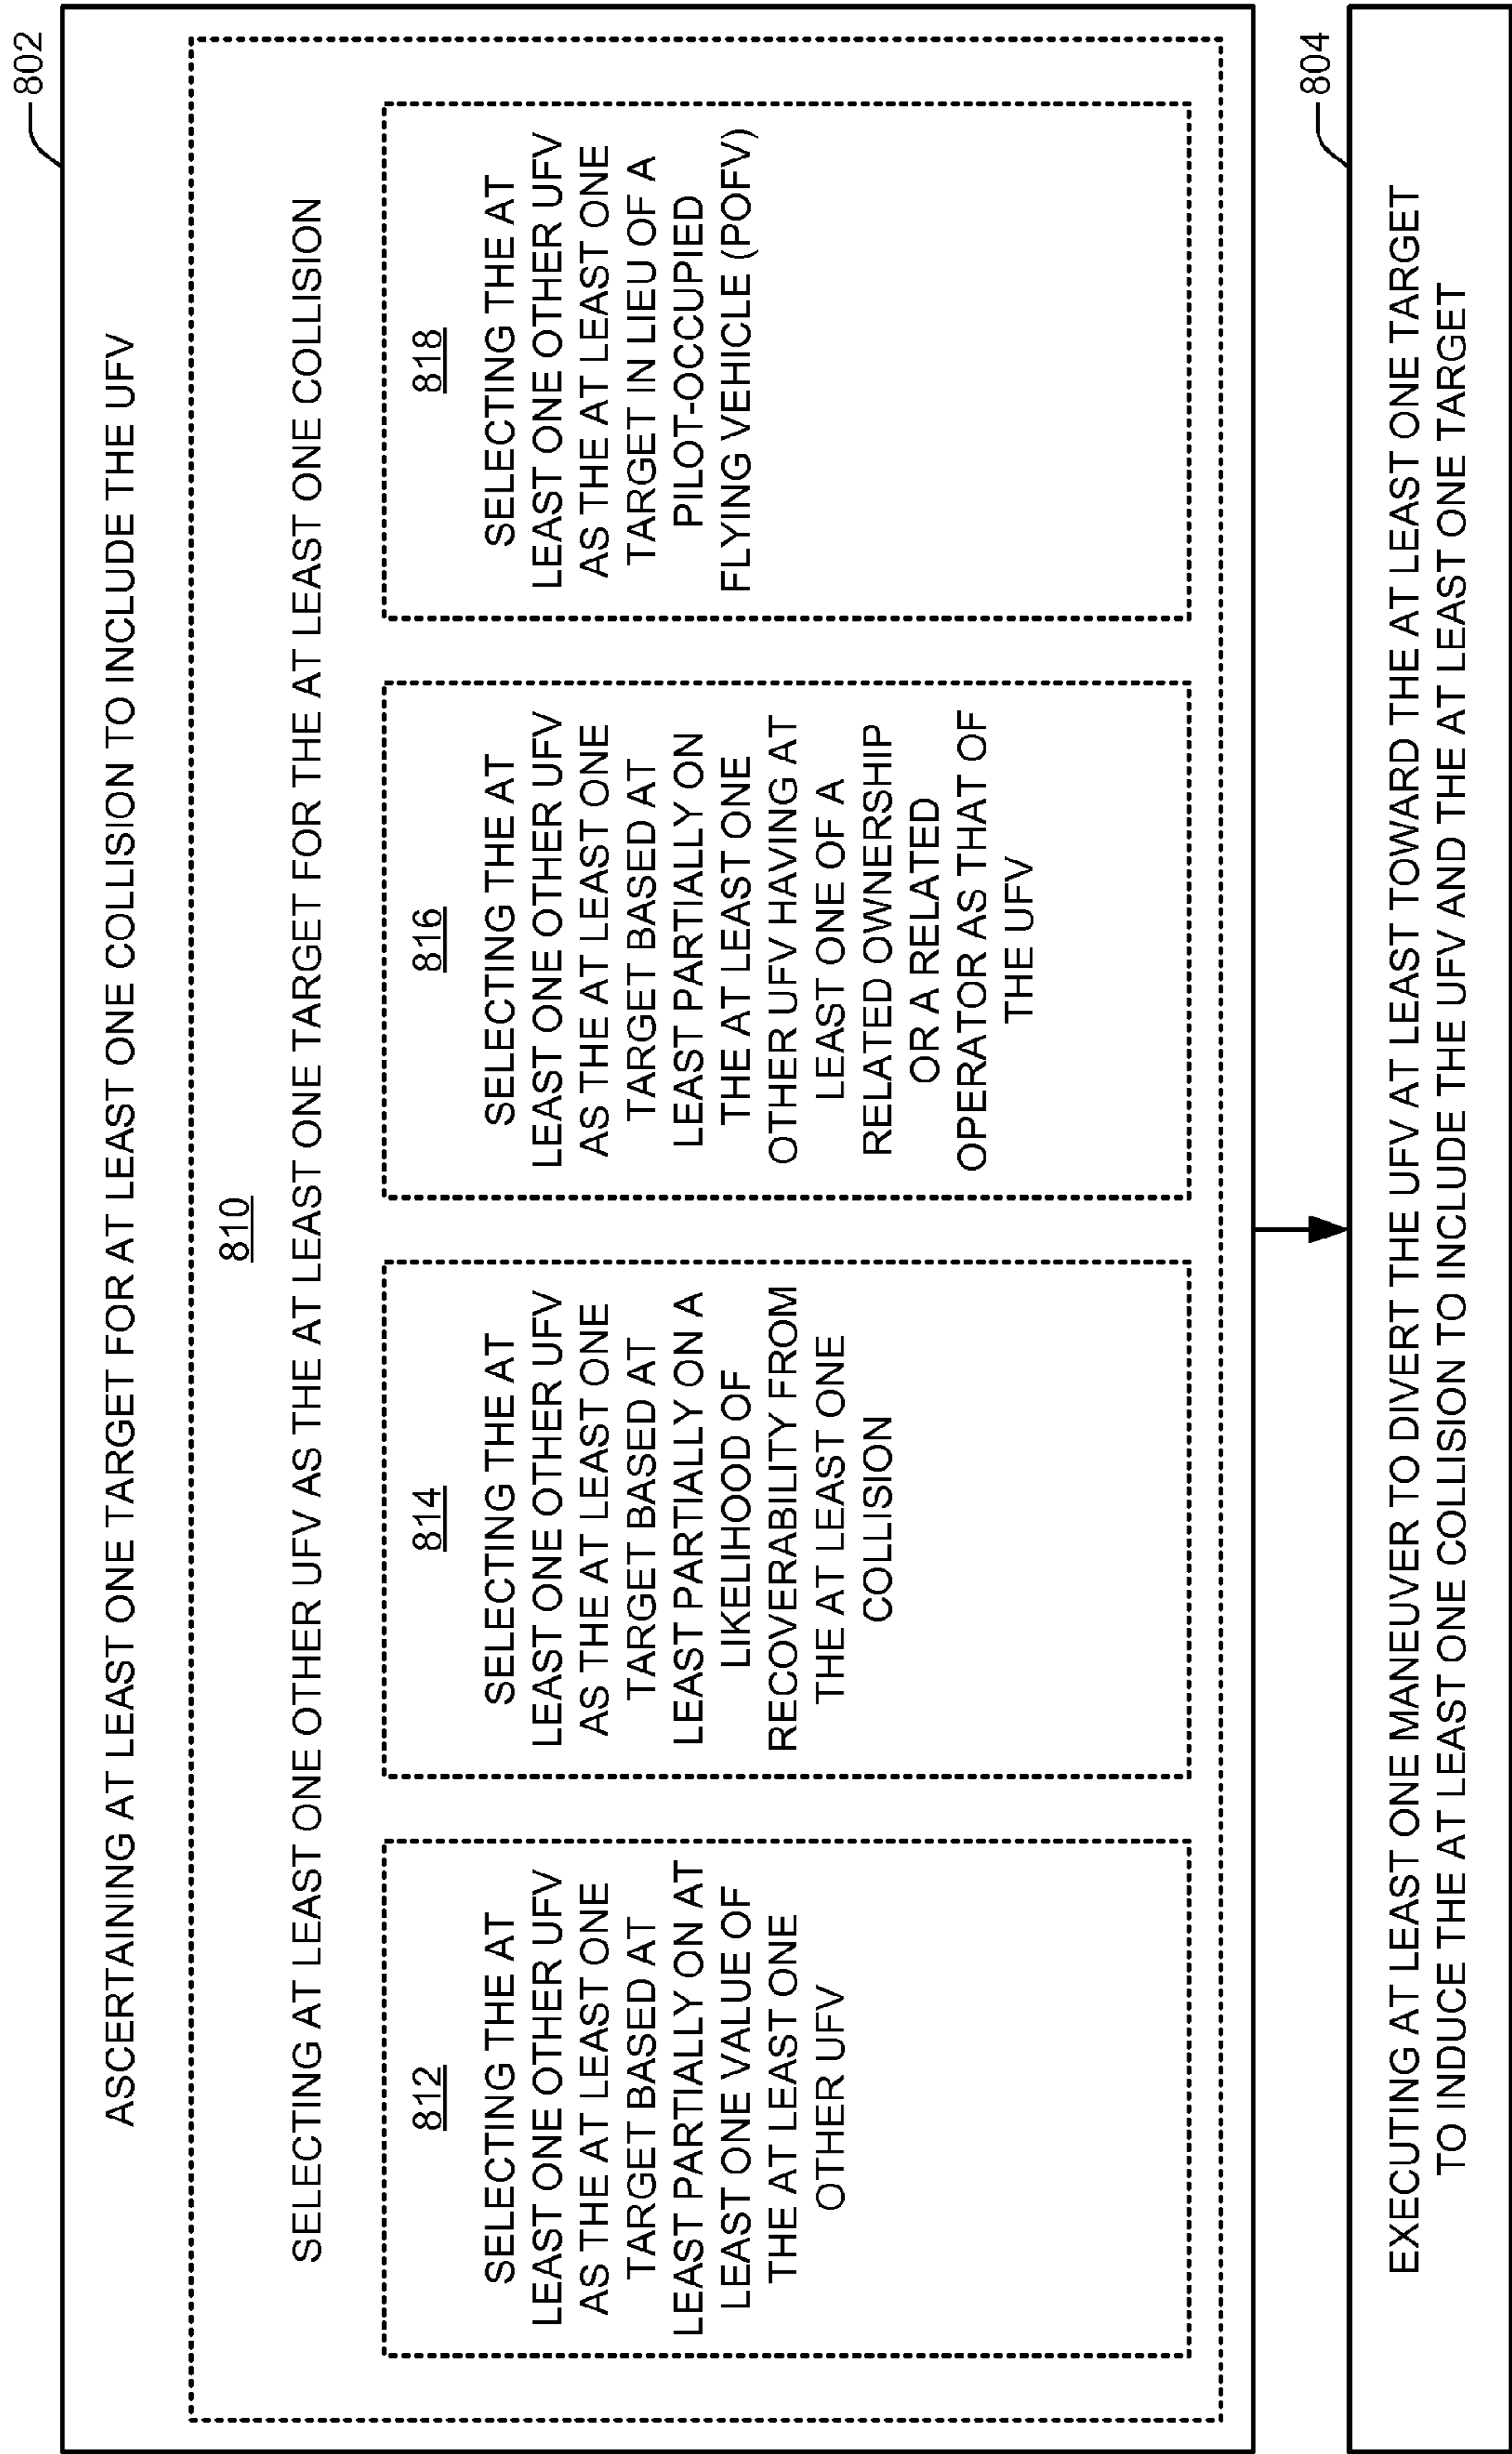 802
ASCERTAINING AT LEAST ONE TARGET FOR AT LEAST ONE COLLISION TO INCLUDE THE UFV
810
SELECTING AT LEAST ONE OTHER UFV AS THE AT LEAST ONE TARGET FOR THE AT LEAST ONE COLLISION
812
SELECTING THE AT
LEAST ONE OTHER UFV
AS THE AT LEAST ONE
TARGET BASED AT
LEAST PARTIALLY ON AT
LEAST ONE VALUE OF
THE AT LEAST ONE
OTHER UFV
814
SELECTING THE AT
LEAST ONE OTHER UFV
AS THE AT LEAST ONE
TARGET BASED AT
LEAST PARTIALLY ON A
LIKELIHOOD OF
RECOVERABILITY FROM
THE AT LEAST ONE
COLLISION
816
SELECTING THE AT
LEAST ONE OTHER UFV
AS THE AT LEAST ONE
TARGET BASED AT
LEAST PARTIALLY ON
THE AT LEAST ONE
OTHER UFV HAVING AT
LEAST ONE OF A
RELATED OWNERSHIP
OR A RELATED
OPERATOR AS THAT OF
THE UFV
818
SELECTING THE AT
LEAST ONE OTHER UFV
AS THE AT LEAST ONE
TARGET IN LIEU OF A
PILOT-OCCUPIED
FLYING VEHICLE (POFV)
804
EXECUTING AT LEAST ONE MANEUVER TO DIVERT THE UFV AT LEAST TOWARD THE AT LEAST ONE TARGET
TO INDUCE THE AT LEAST ONE COLLISION TO INCLUDE THE UFV AND THE AT LEAST ONE TARGET